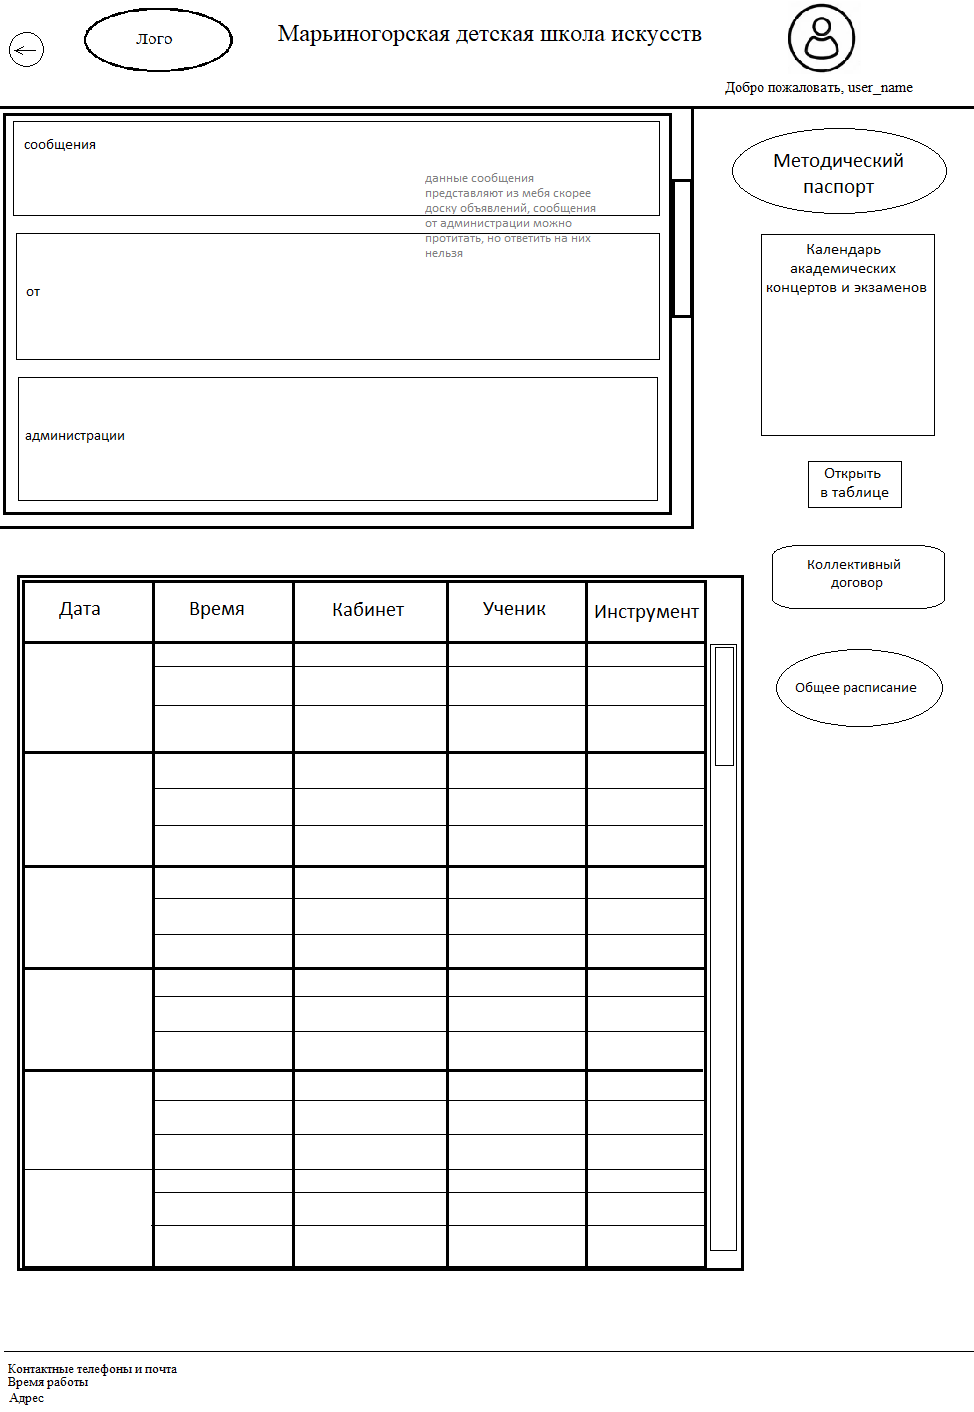 Лого
Марьиногорская детская школа искусств
Добро пожаловать, user_name
сообщения
данные сообщения
представляют из мебя скорее
доску объявлений, сообщения
от администрации можно
протитать, но ответить на них
нельзя
от
администрации
Методический
паспорт
Календарь
академических
концертов и экзаменов
Открыть
в таблице
Коллективный
договор
Общее расписание
Дата Время Кабинет Ученик Инструмент
Контактные телефоны и почта
Время работы
Адрес